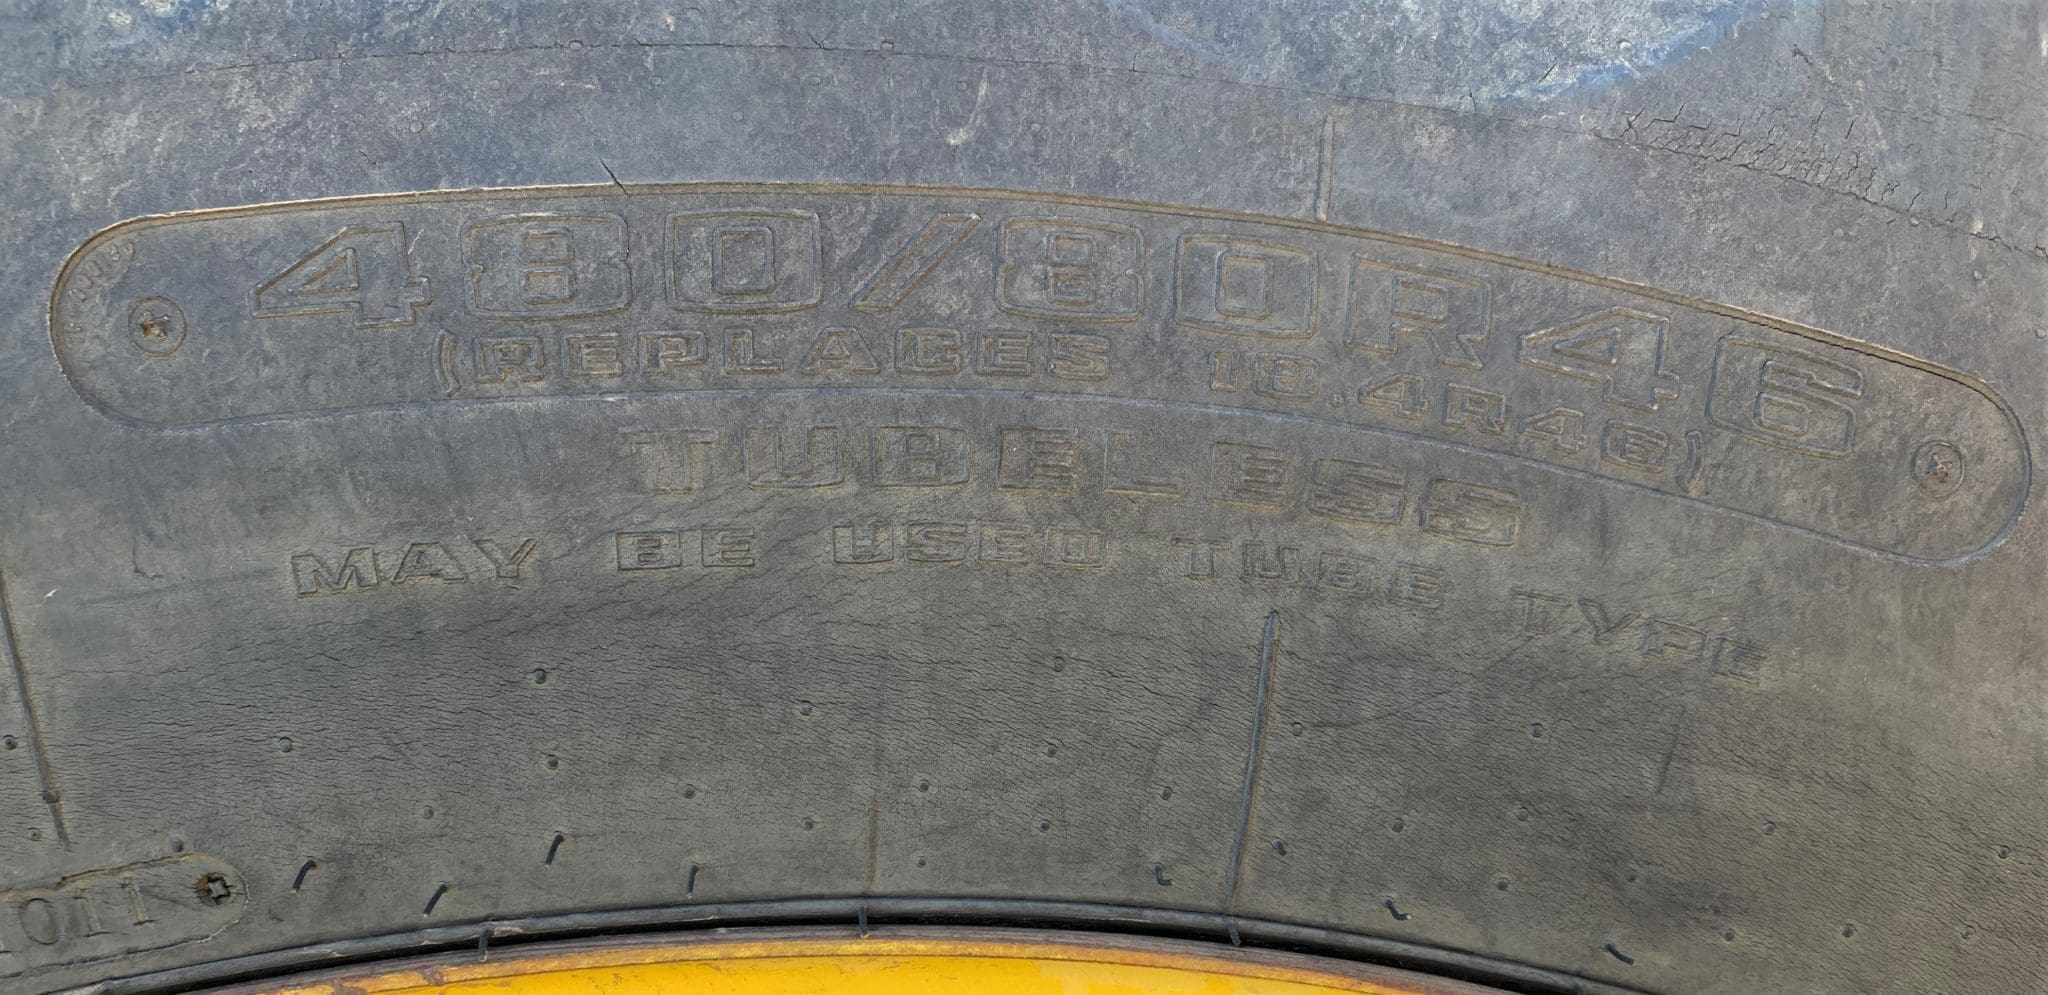 480/80R46
(REPLACES 18.4R46)
TUBELESS
MAY BE USED TUBE TYPE